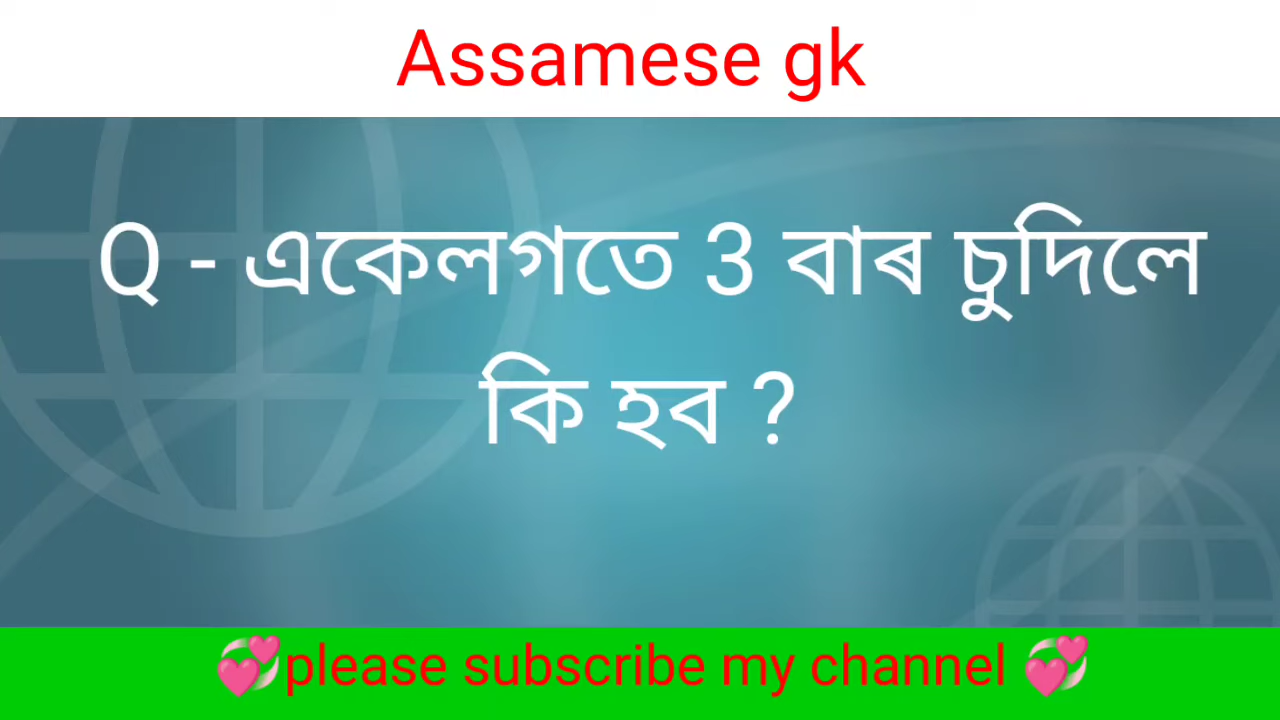 Assamese gk
Q - একেলগতে 3 বাৰ চুদিলে
কি হব ?
💞please subscribe my channel 💞